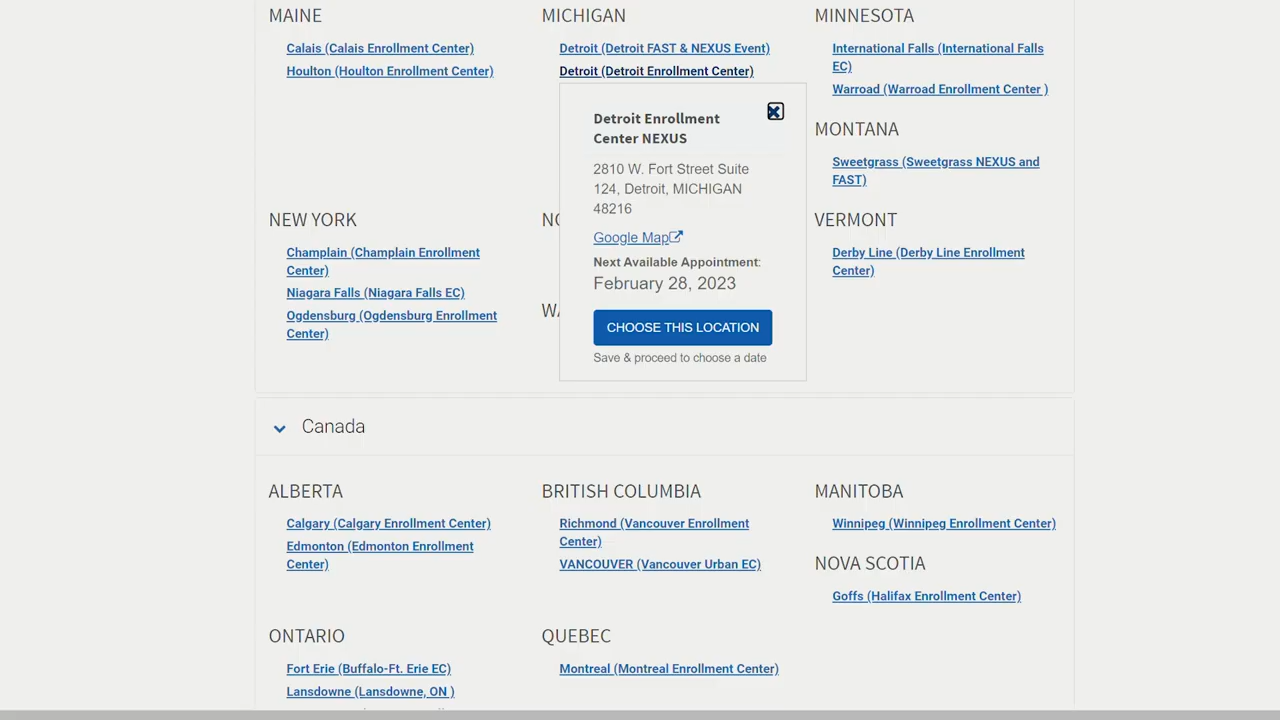 MAINE
Calais (Calais Enrollment Center)
Houlton (Houlton Enrollment Center)
MICHIGAN
Detroit (Detroit FAST & NEXUS Event)
Detroit (Detroit Enrollment Center)
MINNESOTA
International Falls (International Falls
EC)
Warroad (Warroad Enrollment Center )
MONTANA
Sweetgrass (Sweetgrass NEXUS and
FAST)
Detroit Enrollment
Center NEXUS
2810 W. Fort Street Suite
124, Detroit, MICHIGAN
48216
Google Map
Next Available Appointment:
February 28, 2023
CHOOSE THIS LOCATION
Save & proceed to choose a date
NEW YORK
Champlain (Champlain Enrollment
Center)
Niagara Falls (Niagara Falls EC)
Ogdensburg (Ogdensburg Enrollment
Center)
VERMONT
Derby Line (Derby Line Enrollment
Center)
Canada
ALBERTA
Calgary (Calgary Enrollment Center)
Edmonton (Edmonton Enrollment
Center)
BRITISH COLUMBIA
Richmond (Vancouver Enrollment
Center)
VANCOUVER (Vancouver Urban EC)
MANITOBA
Winnipeg (Winnipeg Enrollment Center)
NOVA SCOTIA
Goffs (Halifax Enrollment Center)
ONTARIO
Fort Erie (Buffalo-Ft. Erie EC)
Lansdowne (Lansdowne, ON )
QUEBEC
Montreal (Montreal Enrollment Center)